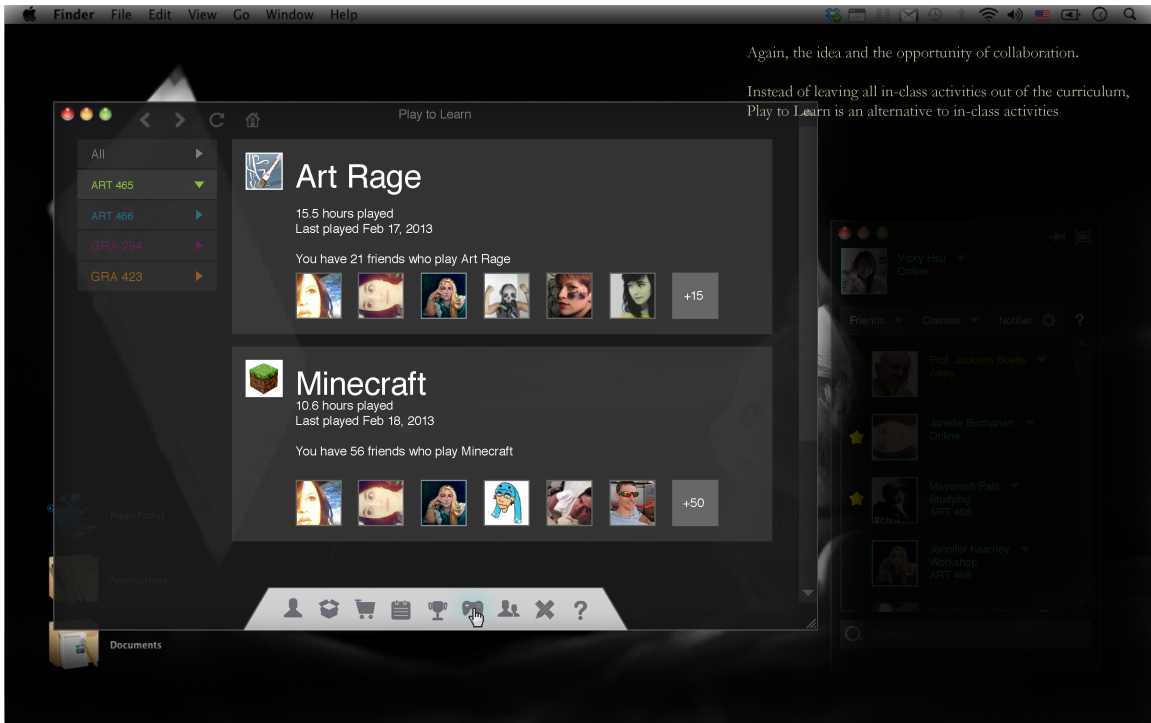 Finder File Edit View Go Window Help
Again, the idea and the opportunity of collaboration.
Instead of leaving all in-class activities out of the curriculum,
Play to Learn is an alternative to in-class activities
Play to Learn
All
ART 465
ART 466
GRA 294
GRA 423
Art Rage
15.5 hours played
Last played Feb 17, 2013
You have 21 friends who play Art Rage
+15
Minecraft
10.6 hours played
Last played Feb 18, 2013
You have 56 friends who play Minecraft
+50
?
MagicPortal
Applications
Documents
Vicky Hsu
Online
Friends Classes Notifier ?
Prof. Jackson Boelts
Away
Janelle Buchanan
Online
Mayuresh Patil
Studying
ART 466
Jennifer Kearney
Workshop
ART 466
Search